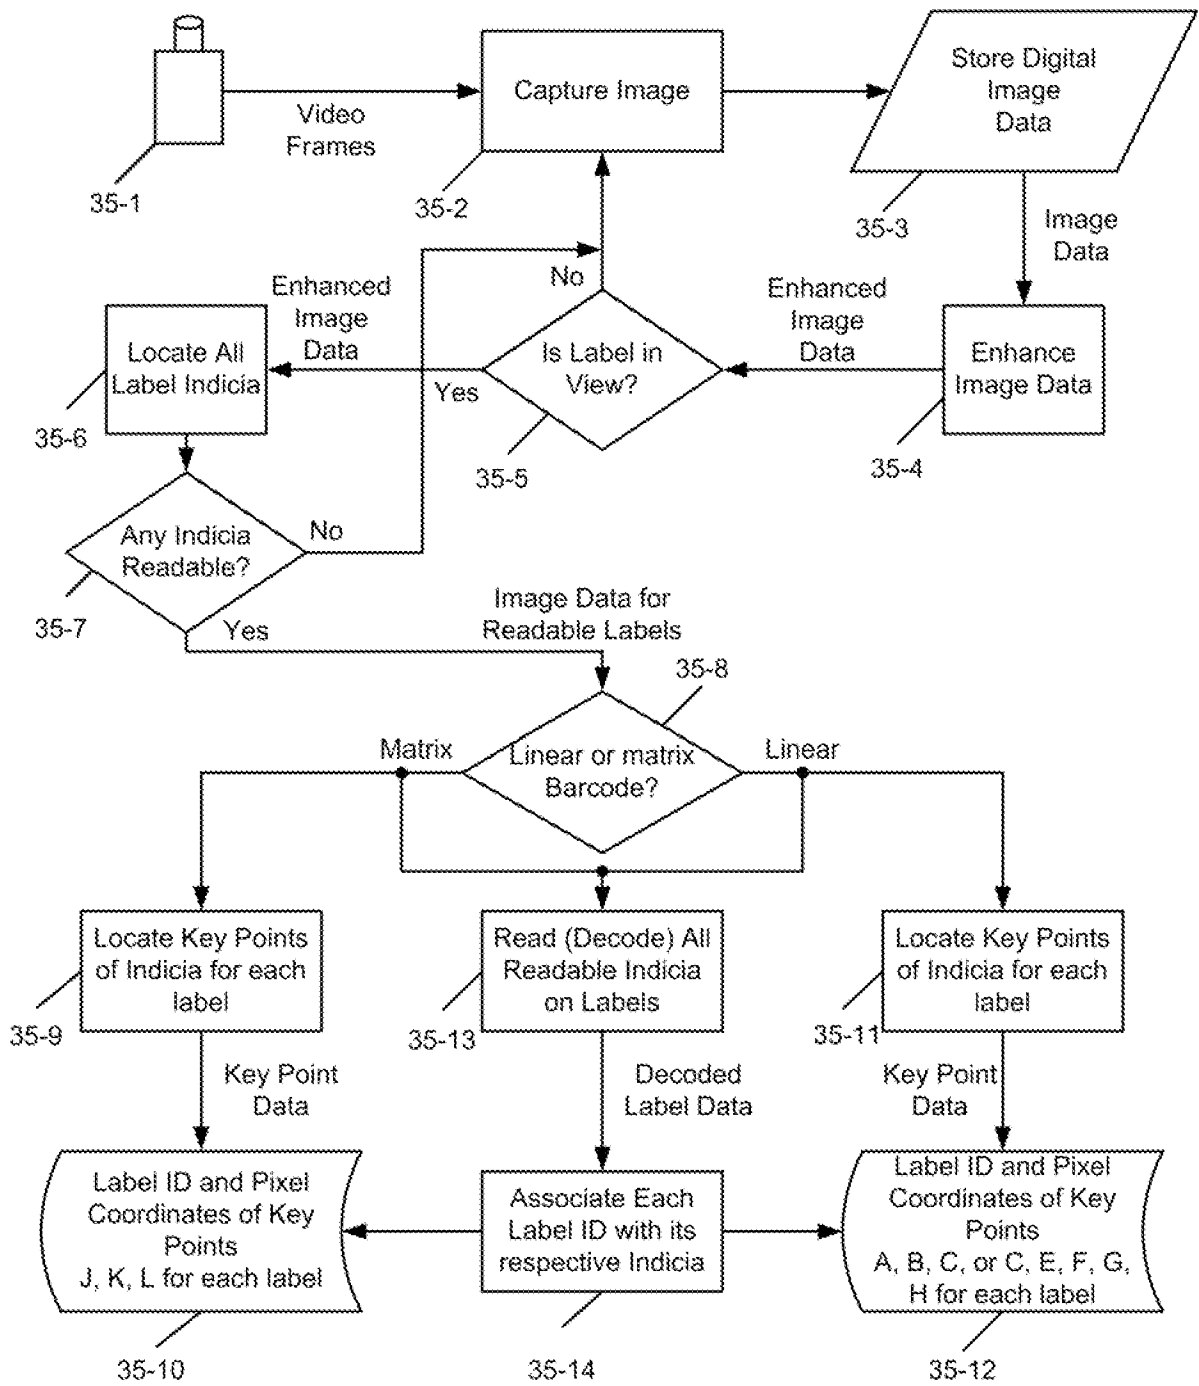 Capture Image
Store Digital
Image
Data
Video
Frames
35-1
35-2
35-3
Image
Data
No
Enhanced
Image
Data
Enhanced
Image
Data
Locate All
Label Indicia
Is Label in
View?
Enhance
Image Data
Yes
35-6
35-5
35-4
Any Indicia
Readable?
No
35-7
Yes
Image Data for
Readable Labels
35-8
Matrix
Linear or matrix
Barcode?
Linear
Locate Key Points
of Indicia for each
label
Read (Decode) All
Readable Indicia
on Labels
Locate Key Points
of Indicia for each
label
35-9
35-13
35-11
Key Point
Data
Decoded
Label Data
Key Point
Data
Label ID and Pixel
Coordinates of Key
Points
J, K, L for each label
Associate Each
Label ID with its
respective Indicia
Label ID and Pixel
Coordinates of Key
Points
A, B, C, or C, E, F, G,
H for each label
35-10
35-14
35-12